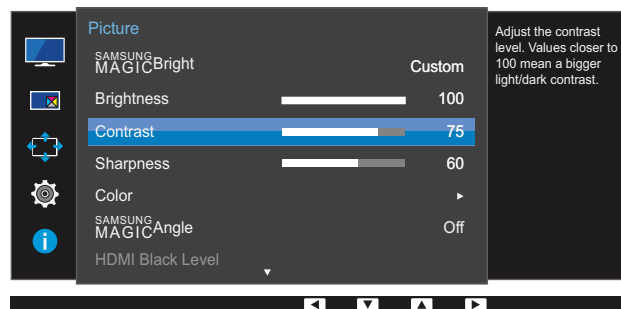 Picture
SAMSUNG
MAGICBright Custom
Brightness 100
Contrast 75
Sharpness 60
Color
SAMSUNG
MAGICAngle Off
HDMI Black Level
Adjust the contrast
level. Values closer to
100 mean a bigger
light/dark contrast.